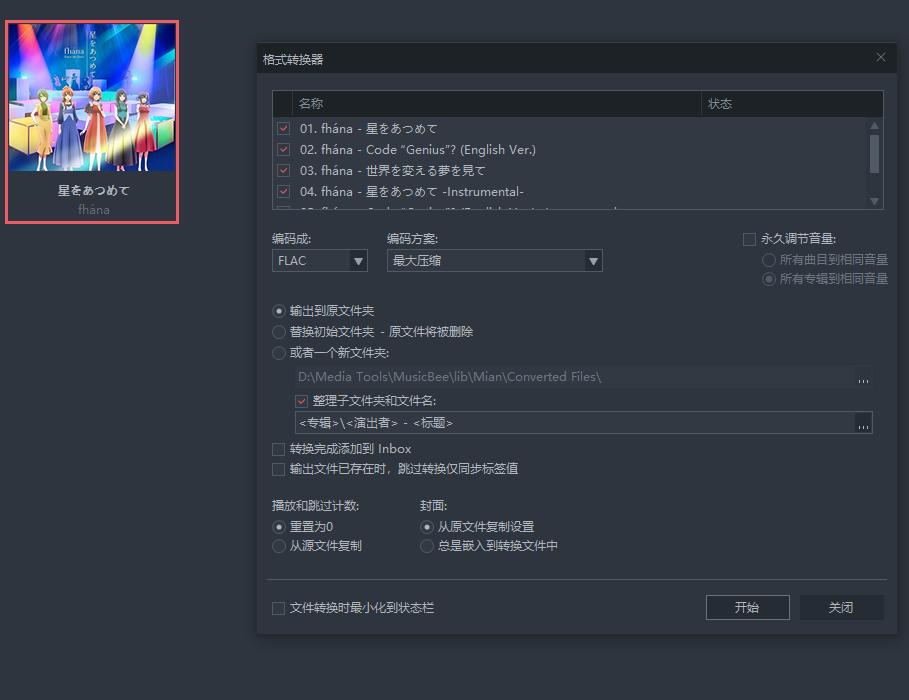 星をあつめて
fhána
星をあつめて
fhána
格式转换器
名称
状态
01. fhána - 星をあつめて
02. fhána - Code “Genius”? (English Ver.)
03. fhána - 世界を変える夢を見て
04. fhána - 星をあつめて -Instrumental-
编码成:
编码方案:
永久调节音量:
FLAC
最大压缩
所有曲目到相同音量
所有专辑到相同音量
输出到原文件夹
替换初始文件夹 - 原文件将被删除
或者一个新文件夹:
D:\Media Tools\MusicBee\lib\Mian\Converted Files\
...
整理子文件夹和文件名:
<专辑>\<演出者> - <标题>
...
转换完成添加到 Inbox
输出文件已存在时，跳过转换仅同步标签值
播放和跳过计数:
封面:
重置为0
从原文件复制设置
从源文件复制
总是嵌入到转换文件中
文件转换时最小化到状态栏
开始
关闭